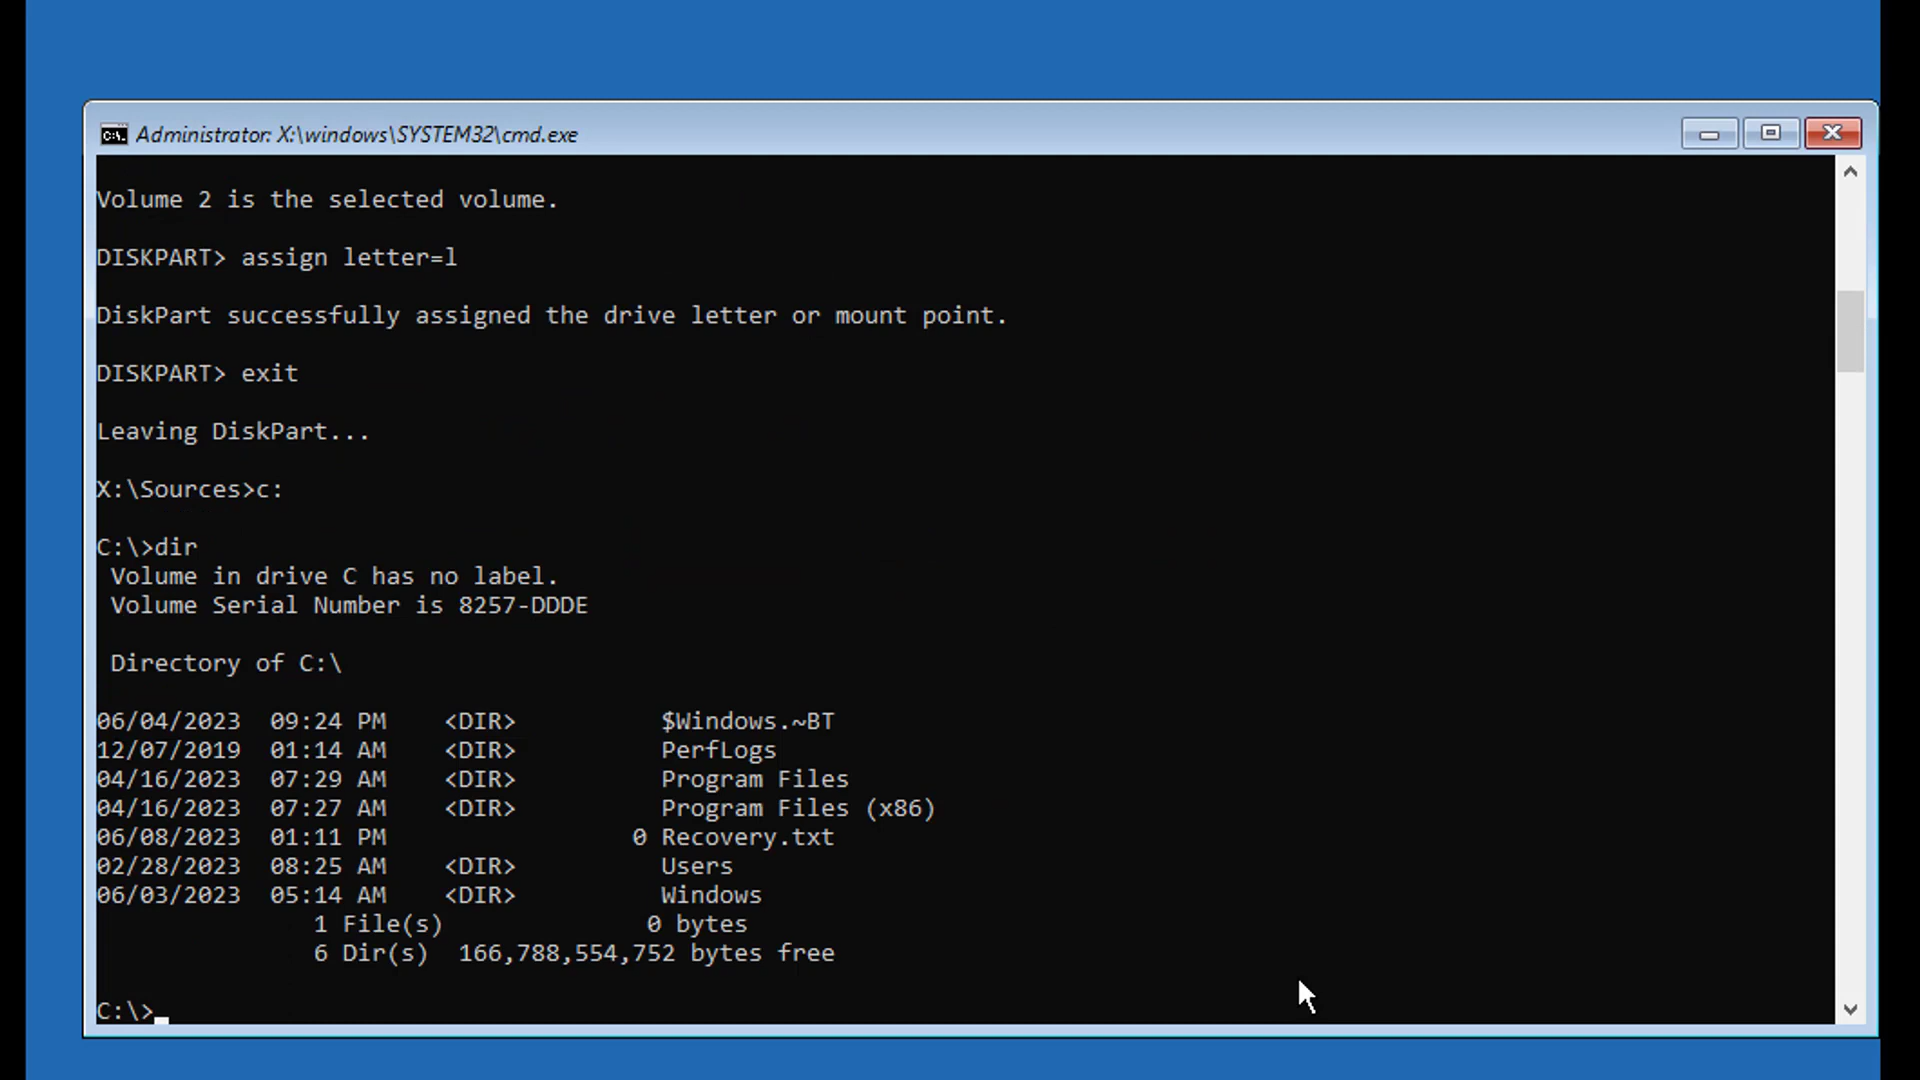 Administrator: X:\windows\SYSTEM32\cmd.exe
Volume 2 is the selected volume.
DISKPART> assign letter=l
DiskPart successfully assigned the drive letter or mount point.
DISKPART> exit
Leaving DiskPart...
X:\Sources>c:
C:\>dir
 Volume in drive C has no label.
 Volume Serial Number is 8257-DDDE
 Directory of C:\
06/04/2023  09:24 PM    <DIR>          $Windows.~BT
12/07/2019  01:14 AM    <DIR>          PerfLogs
04/16/2023  07:29 AM    <DIR>          Program Files
04/16/2023  07:27 AM    <DIR>          Program Files (x86)
06/08/2023  01:11 PM                 0 Recovery.txt
02/28/2023  08:25 AM    <DIR>          Users
06/03/2023  05:14 AM    <DIR>          Windows
               1 File(s)              0 bytes
               6 Dir(s)  166,788,554,752 bytes free
C:\>